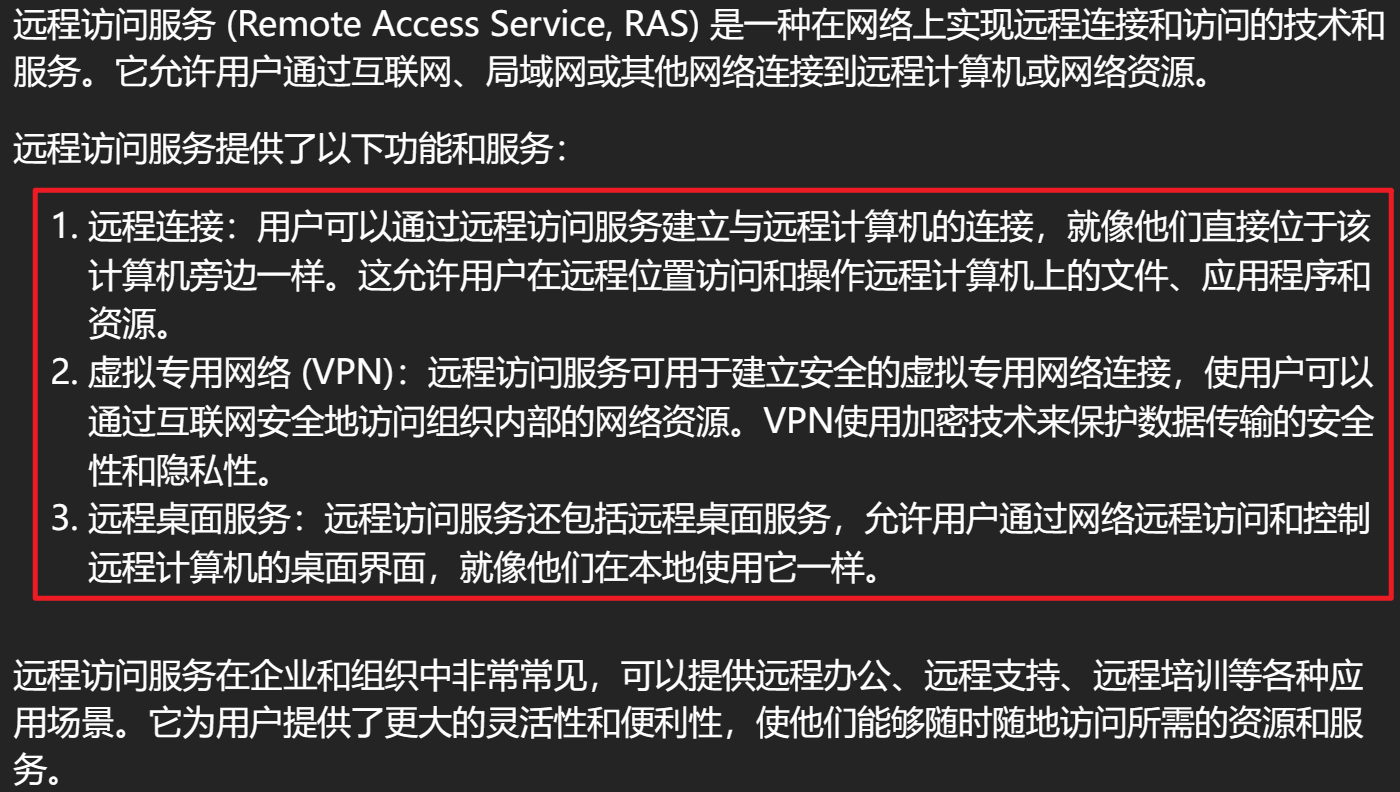 远程访问服务 (Remote Access Service, RAS) 是一种在网络上实现远程连接和访问的技术和
服务。它允许用户通过互联网、局域网或其他网络连接到远程计算机或网络资源。
远程访问服务提供了以下功能和服务：
1. 远程连接：用户可以通过远程访问服务建立与远程计算机的连接，就像他们直接位于该
计算机旁边一样。这允许用户在远程位置访问和操作远程计算机上的文件、应用程序和
资源。
2. 虚拟专用网络 (VPN)：远程访问服务可用于建立安全的虚拟专用网络连接，使用户可以
通过互联网安全地访问组织内部的网络资源。VPN使用加密技术来保护数据传输的安全
性和隐私性。
3. 远程桌面服务：远程访问服务还包括远程桌面服务，允许用户通过网络远程访问和控制
远程计算机的桌面界面，就像他们在本地使用它一样。
远程访问服务在企业和组织中非常常见，可以提供远程办公、远程支持、远程培训等各种应
用场景。它为用户提供了更大的灵活性和便利性，使他们能够随时随地访问所需的资源和服
务。